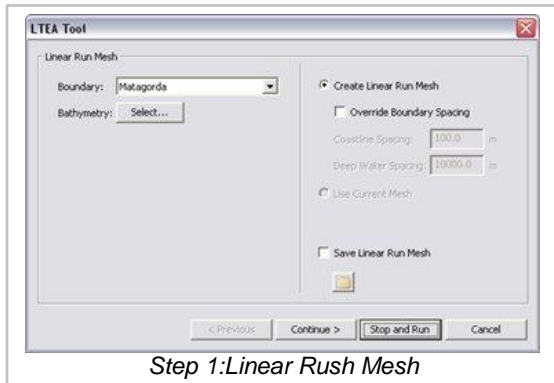 LTEA Tool
Linear Run Mesh
Boundary: Matagorda
Bathymetry: Select...
Create Linear Run Mesh
Override Boundary Spacing
Coastline Spacing: 100.0 m
Deep Water Spacing: 10000.0 m
Use Current Mesh
Save Linear Run Mesh
< Previous Continue > Stop and Run Cancel
Step 1:Linear Rush Mesh